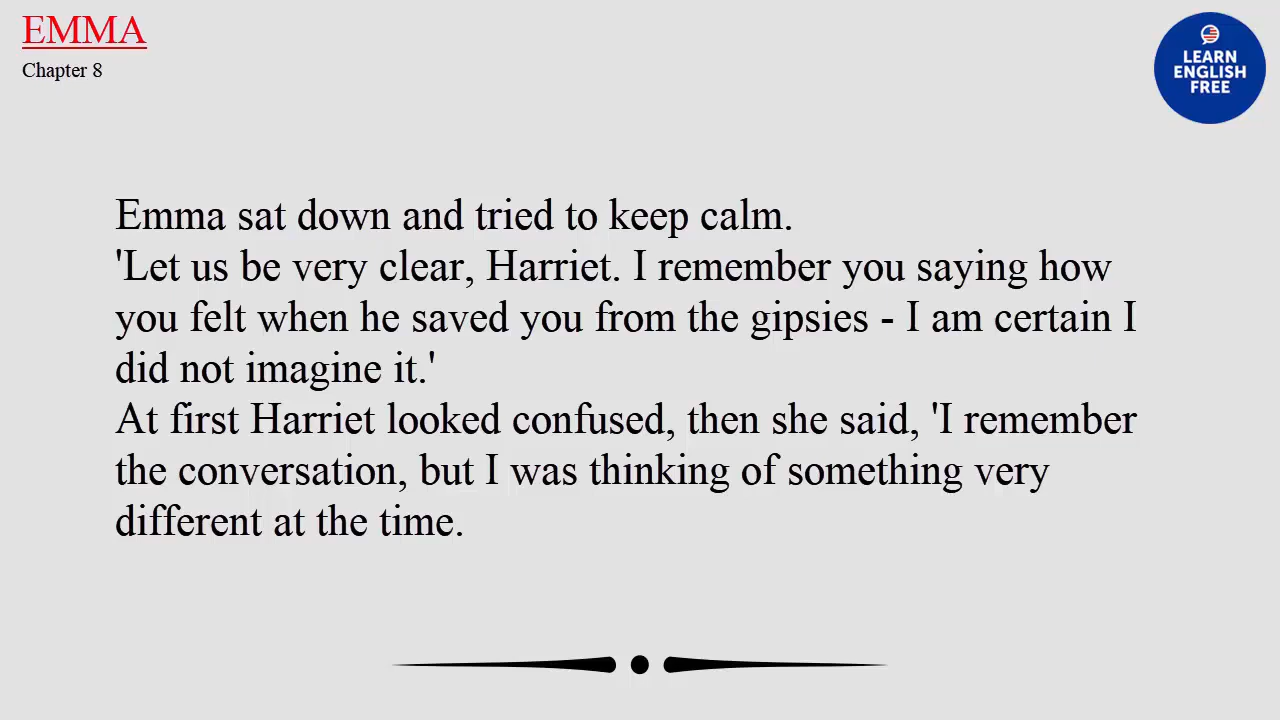 EMMA
Chapter 8
LEARN
ENGLISH
FREE
Emma sat down and tried to keep calm.
'Let us be very clear, Harriet. I remember you saying how
you felt when he saved you from the gipsies - I am certain I
did not imagine it.'
At first Harriet looked confused, then she said, 'I remember
the conversation, but I was thinking of something very
different at the time.